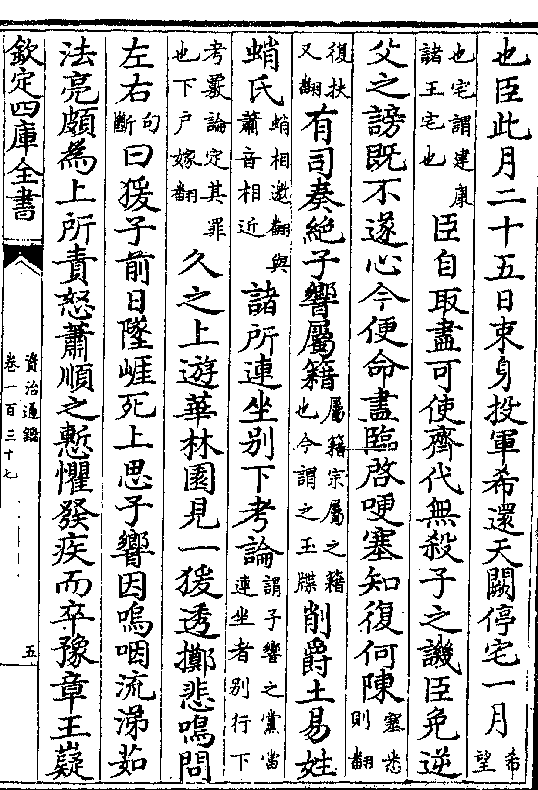 也臣此月二十五日束身投軍希還天闕停宅一月希望
也宅謂建康諸王宅也臣自取盡可使齊代無殺子之譏臣免逆
父之謗既不遂心今便命盡臨啓哽塞知復何陳塞悉則翻
復扶又翻有司奏絶子響屬籍屬籍宗屬之籍也今謂之玉牒削爵土易姓
蛸氏蛸相邀翻與蕭音相近諸所連坐别下考論謂子響之黨當連坐者别行下
考覈論定其罪也下戶嫁翻久之上遊華林園見一猨透擲悲鳴問
左右句斷曰猨子前日墜崕死上思子響因嗚咽流涕茹
法亮頗為上所責怒蕭順之慙懼發疾而卒豫章王嶷
欽定四庫全書
資治通鑑
卷一百三十七
五